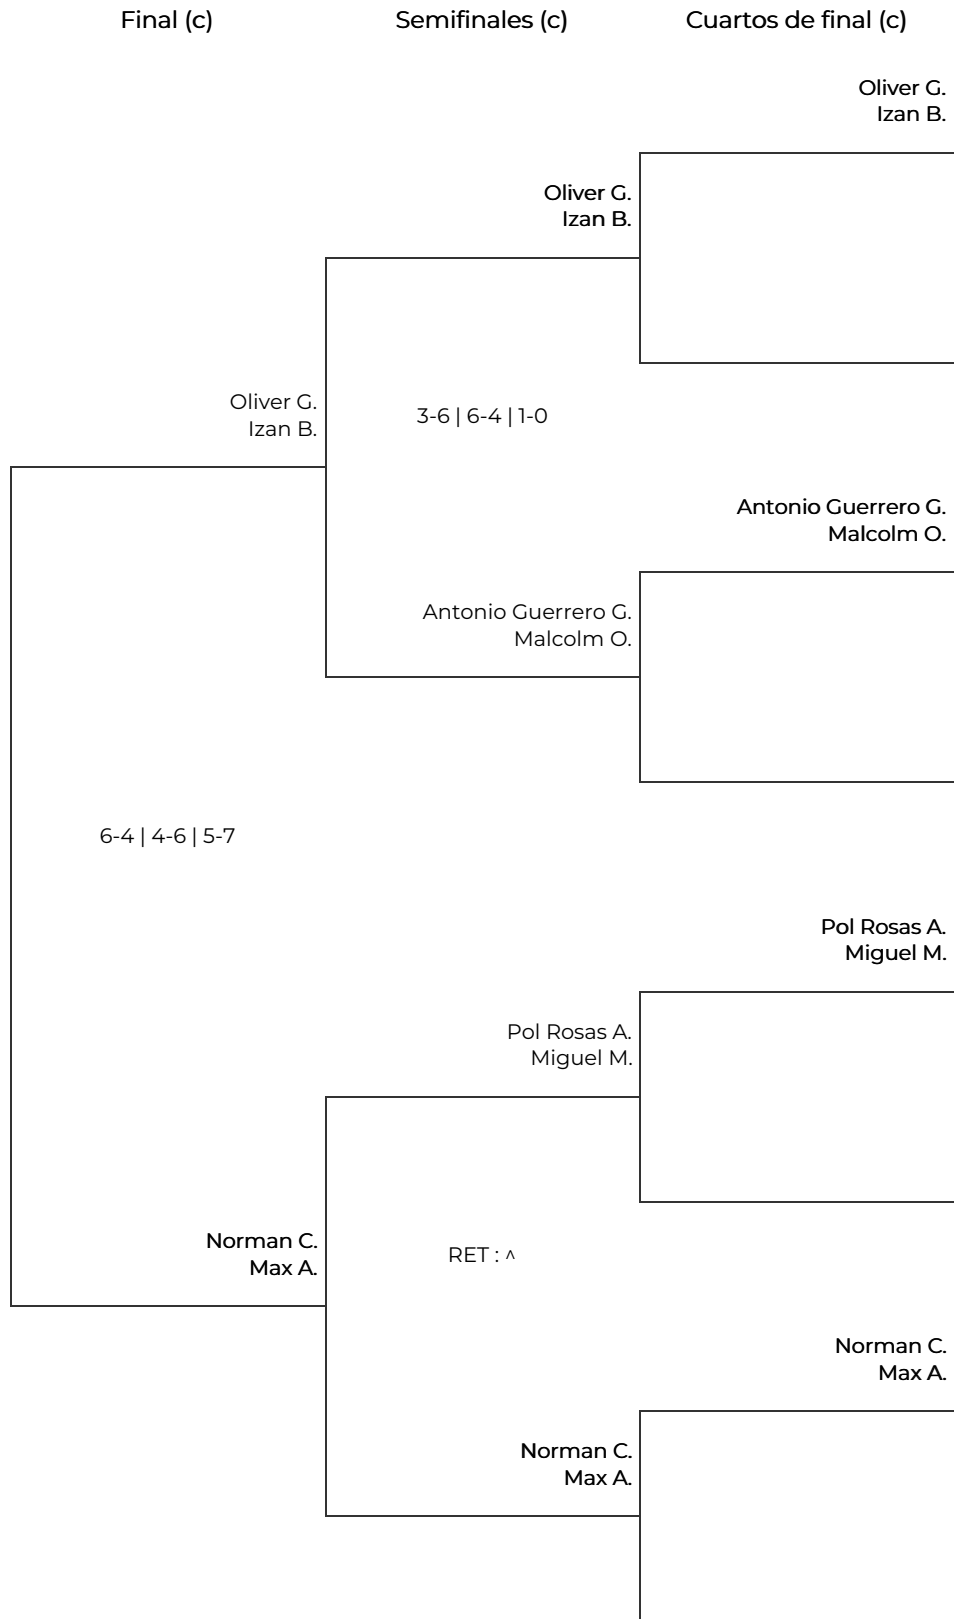 Final (c)
Semifinales (c)
Cuartos de final (c)
Oliver G.
Izan B.
Oliver G.
Izan B.
Oliver G.
Izan B.
3-6 | 6-4 | 1-0
Antonio Guerrero G.
Malcolm O.
Antonio Guerrero G.
Malcolm O.
6-4 | 4-6 | 5-7
Pol Rosas A.
Miguel M.
Pol Rosas A.
Miguel M.
Norman C.
Max A.
RET : ^
Norman C.
Max A.
Norman C.
Max A.